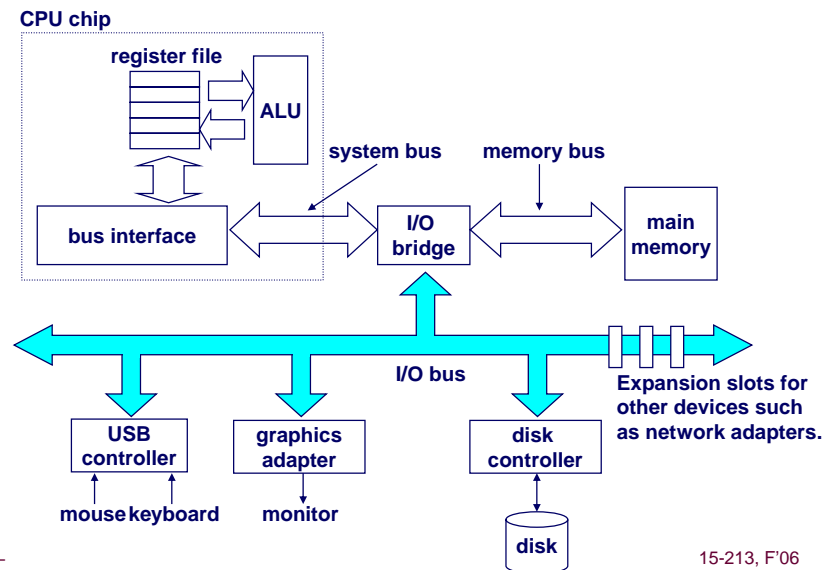 CPU chip
register file
ALU
system bus
memory bus
bus interface
I/O
bridge
main
memory
I/O bus
Expansion slots for
other devices such
as network adapters.
USB
controller
graphics
adapter
disk
controller
mouse keyboard
monitor
disk
15-213, F’06